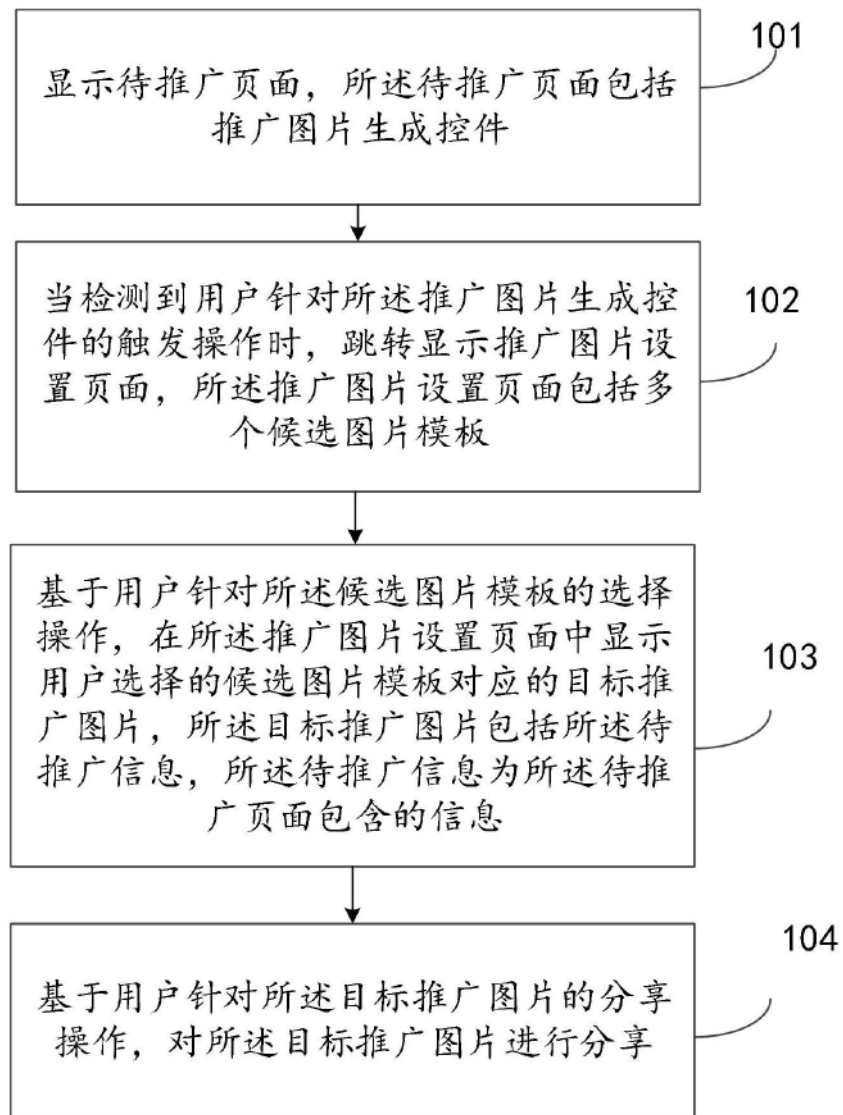 101
显示待推广页面，所述待推广页面包括
推广图片生成控件
102
当检测到用户针对所述推广图片生成控
件的触发操作时，跳转显示推广图片设
置页面，所述推广图片设置页面包括多
个候选图片模板
103
基于用户针对所述候选图片模板的选择
操作，在所述推广图片设置页面中显示
用户选择的候选图片模板对应的目标推
广图片，所述目标推广图片包括所述待
推广信息，所述待推广信息为所述待推
广页面包含的信息
104
基于用户针对所述目标推广图片的分享
操作，对所述目标推广图片进行分享